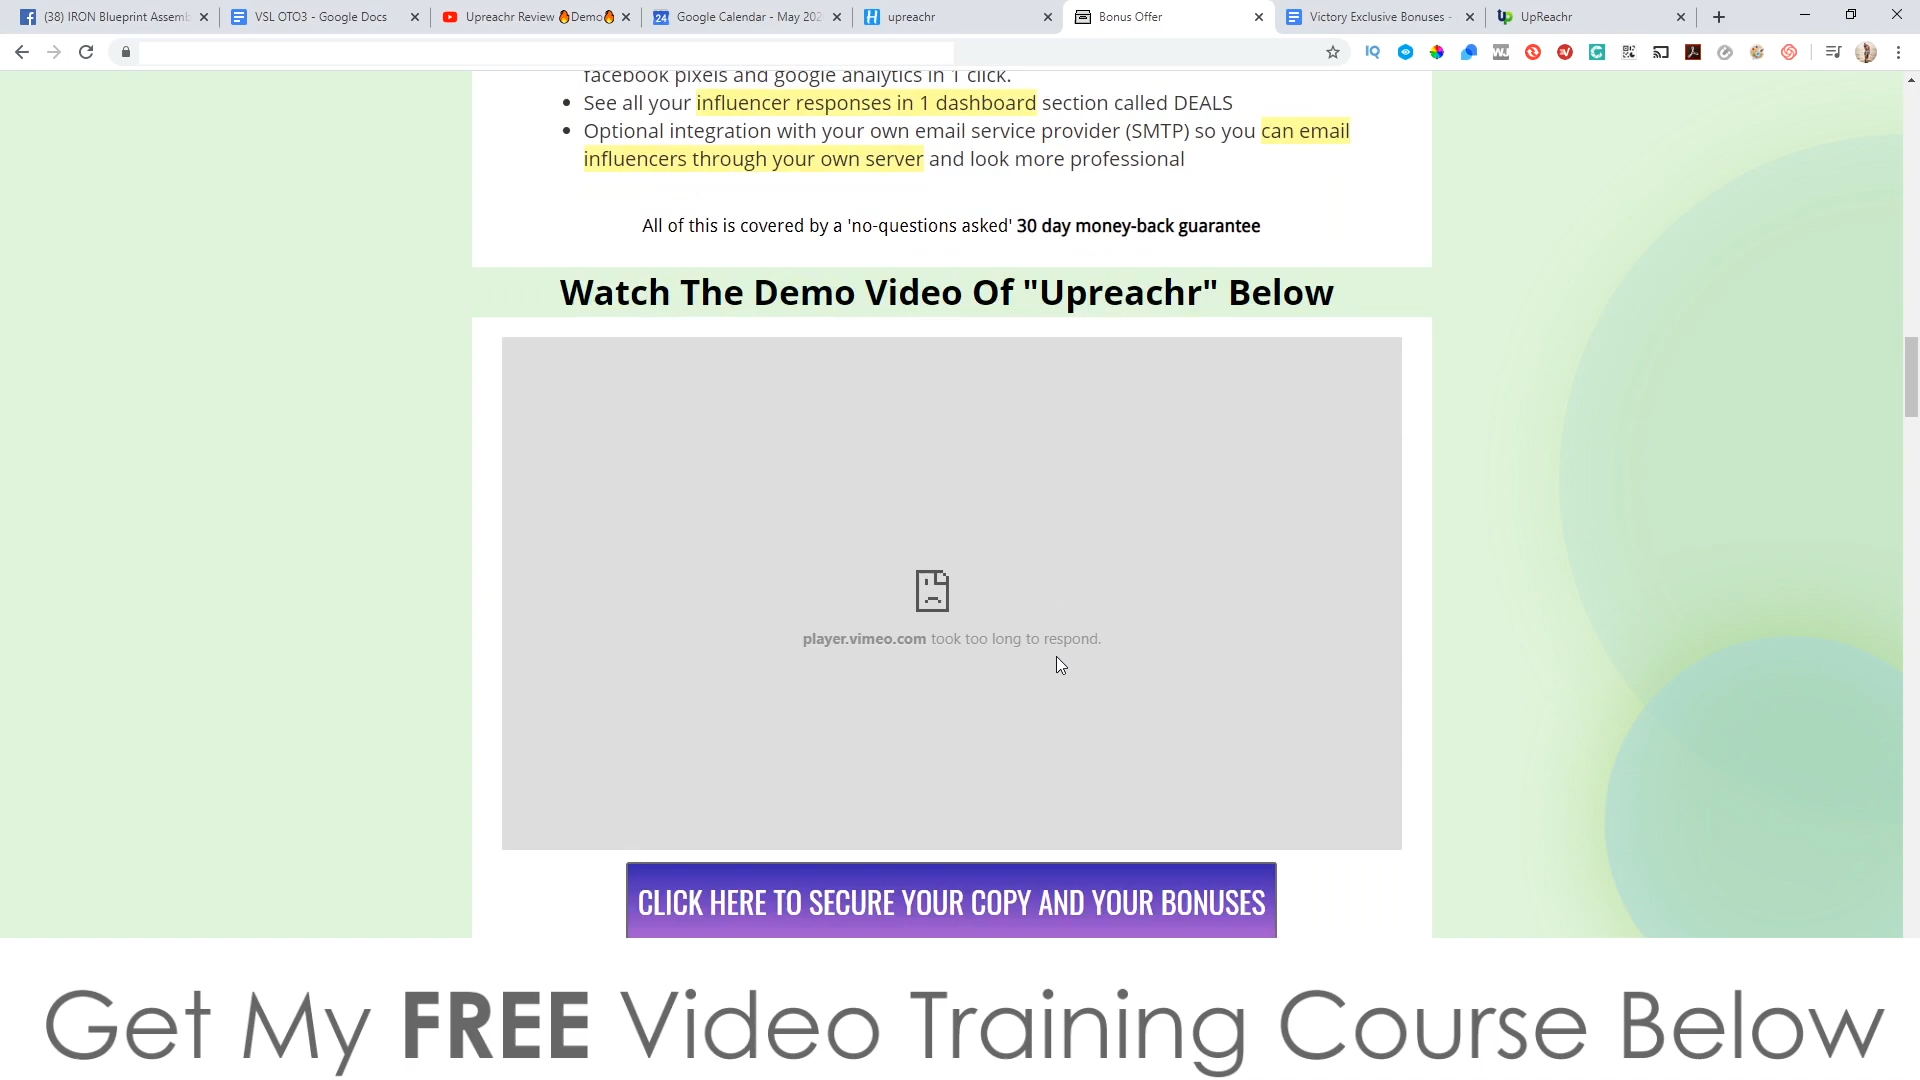 (38) IRON Blueprint Assemb
VSL OTO3 - Google Docs
Upreachr Review 🔥Demo🔥
24 Google Calendar - May 202
upreachr
Bonus Offer
Victory Exclusive Bonuses -
UpReachr
facebook pixels and google analytics in 1 click.
• See all your influencer responses in 1 dashboard section called DEALS
• Optional integration with your own email service provider (SMTP) so you can email
influencers through your own server and look more professional
All of this is covered by a 'no-questions asked' 30 day money-back guarantee
Watch The Demo Video Of "Upreachr" Below
player.vimeo.com took too long to respond.
CLICK HERE TO SECURE YOUR COPY AND YOUR BONUSES
Get My FREE Video Training Course Below